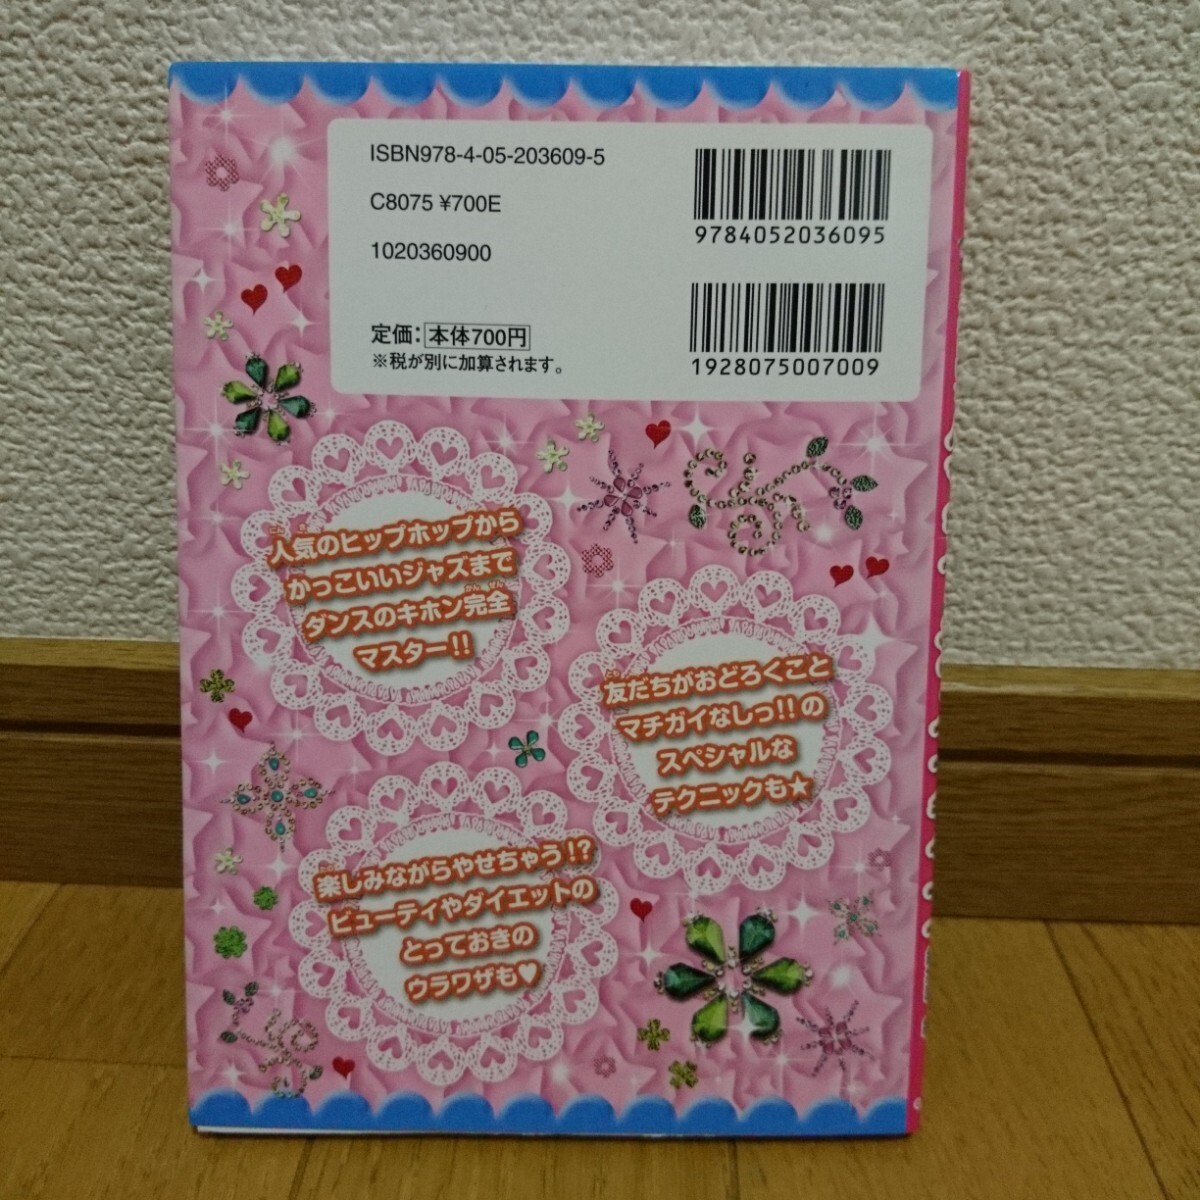 ISBN978-4-05-203609-5
C8075 ¥700E
1020360900
定価：本体700円
※税が別に加算されます。
9784052036095
1928075007009
人気のヒップホップから
かっこいいジャズまで
ダンスのキホン完全
マスター!!
友だちがおどろくこと
マチガイなしっ!!の
スペシャルな
テクニックも★
楽しみながらやせちゃう!?
ビューティやダイエットの
とっておきの
ウラワザも♥